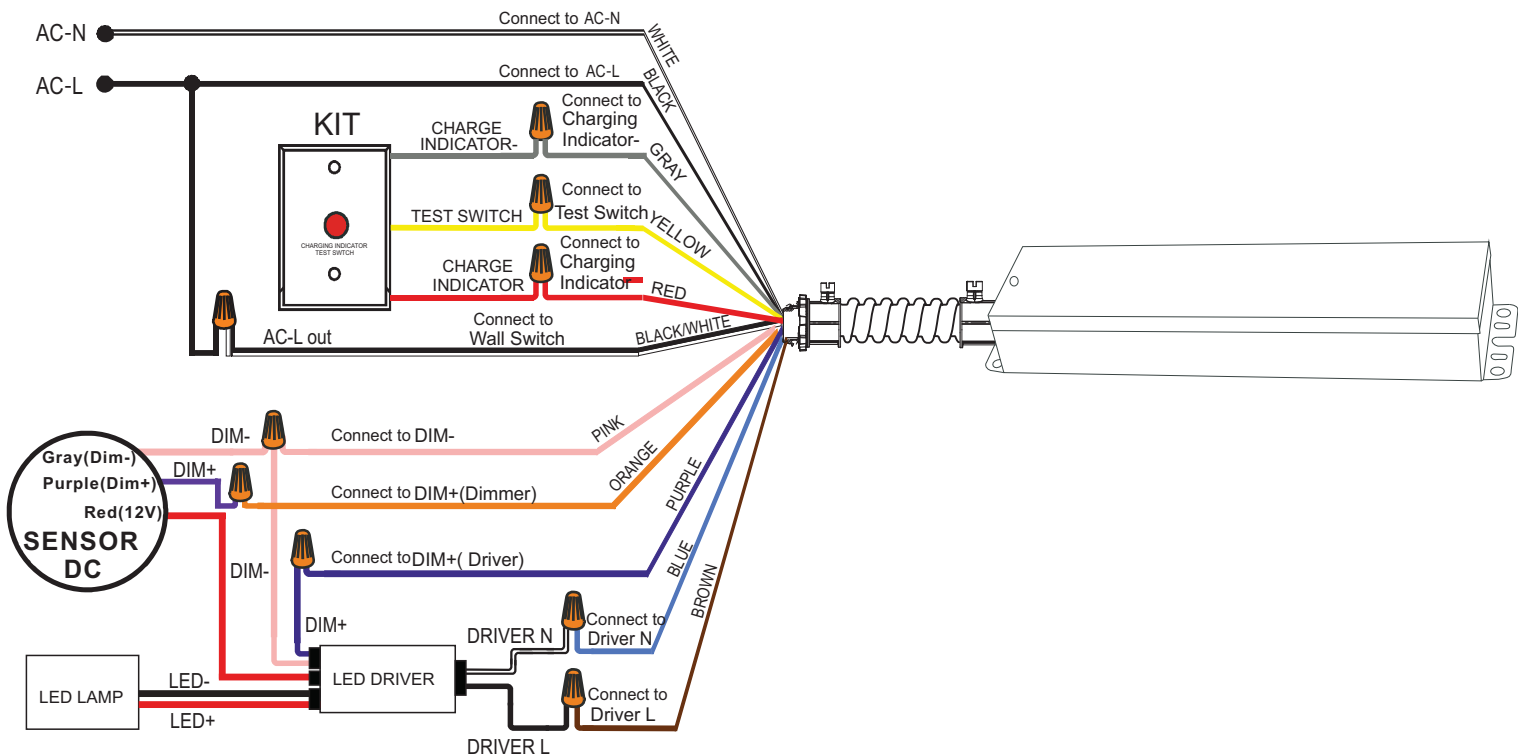 AC-N
Connect to AC-N
WHITE
AC-L
Connect to AC-L
BLACK
KIT
CHARGE
INDICATOR-
Connect to
Charging
Indicator-
GRAY
TEST SWITCH
Connect to
Test Switch
YELLOW
CHARGING INDICATOR
TEST SWTCH
CHARGE
INDICATOR
Connect to
Charging
Indicator
RED
AC-L out
Connect to
Wall Switch
BLACK/WHITE
DIM-
Connect to DIM-
PINK
Gray(Dim-)
Purple(Dim+)
Red(12V)
SENSOR
DC
DIM+
Connect to DIM+(Dimmer)
ORANGE
DIM-
Connect to DIM+( Driver)
PURPLE
DIM+
DRIVER N
Connect to
Driver N
BLUE
LED DRIVER
LED LAMP
LED-
LED+
DRIVER L
Connect to
Driver L
BROWN